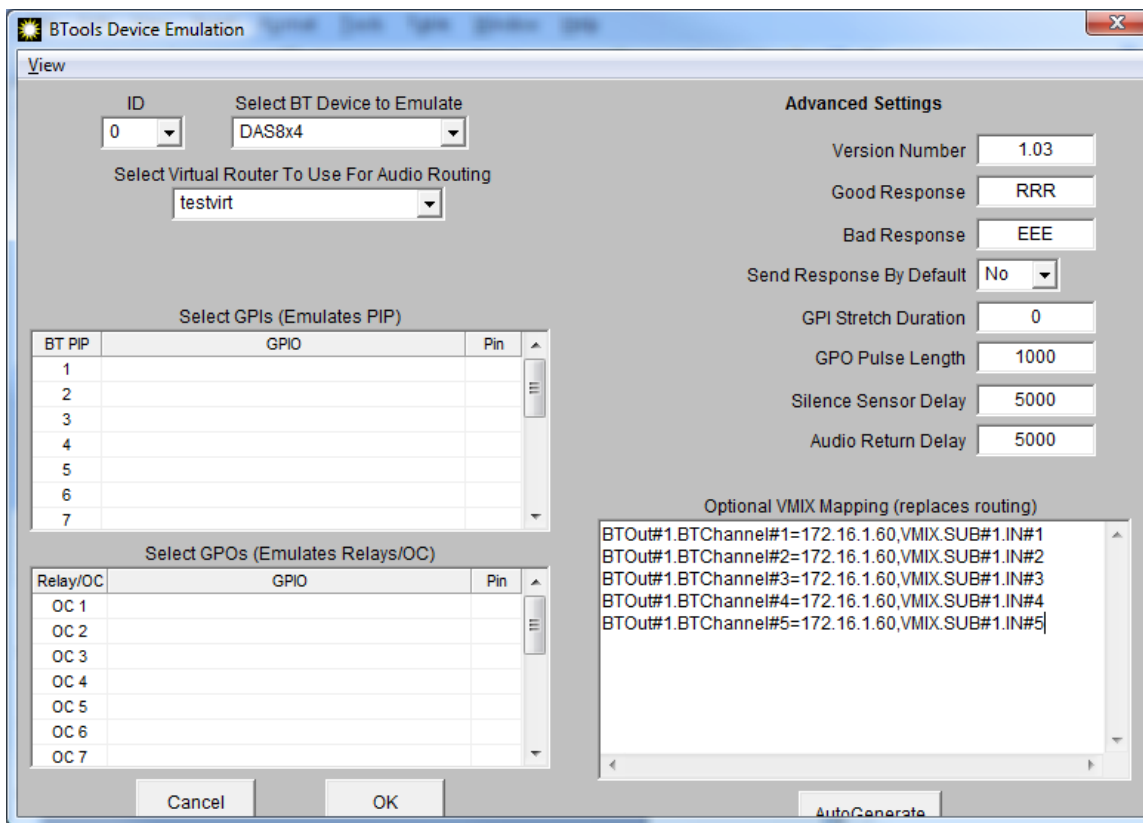 BTools Device Emulation
View
ID
Select BT Device to Emulate
0
DAS8x4
Select Virtual Router To Use For Audio Routing
testvirt
Advanced Settings
Version Number 1.03
Good Response RRR
Bad Response EEE
Send Response By Default No
GPI Stretch Duration 0
GPO Pulse Length 1000
Silence Sensor Delay 5000
Audio Return Delay 5000
Select GPIs (Emulates PIP)
BT PIP GPIO Pin
1
2
3
4
5
6
7
Select GPOs (Emulates Relays/OC)
Relay/OC GPIO Pin
OC 1
OC 2
OC 3
OC 4
OC 5
OC 6
OC 7
Optional VMIX Mapping (replaces routing)
BTOut#1.BTChannel#1=172.16.1.60,VMIX.SUB#1.IN#1
BTOut#1.BTChannel#2=172.16.1.60,VMIX.SUB#1.IN#2
BTOut#1.BTChannel#3=172.16.1.60,VMIX.SUB#1.IN#3
BTOut#1.BTChannel#4=172.16.1.60,VMIX.SUB#1.IN#4
BTOut#1.BTChannel#5=172.16.1.60,VMIX.SUB#1.IN#5
Cancel
OK
AutoGenerate